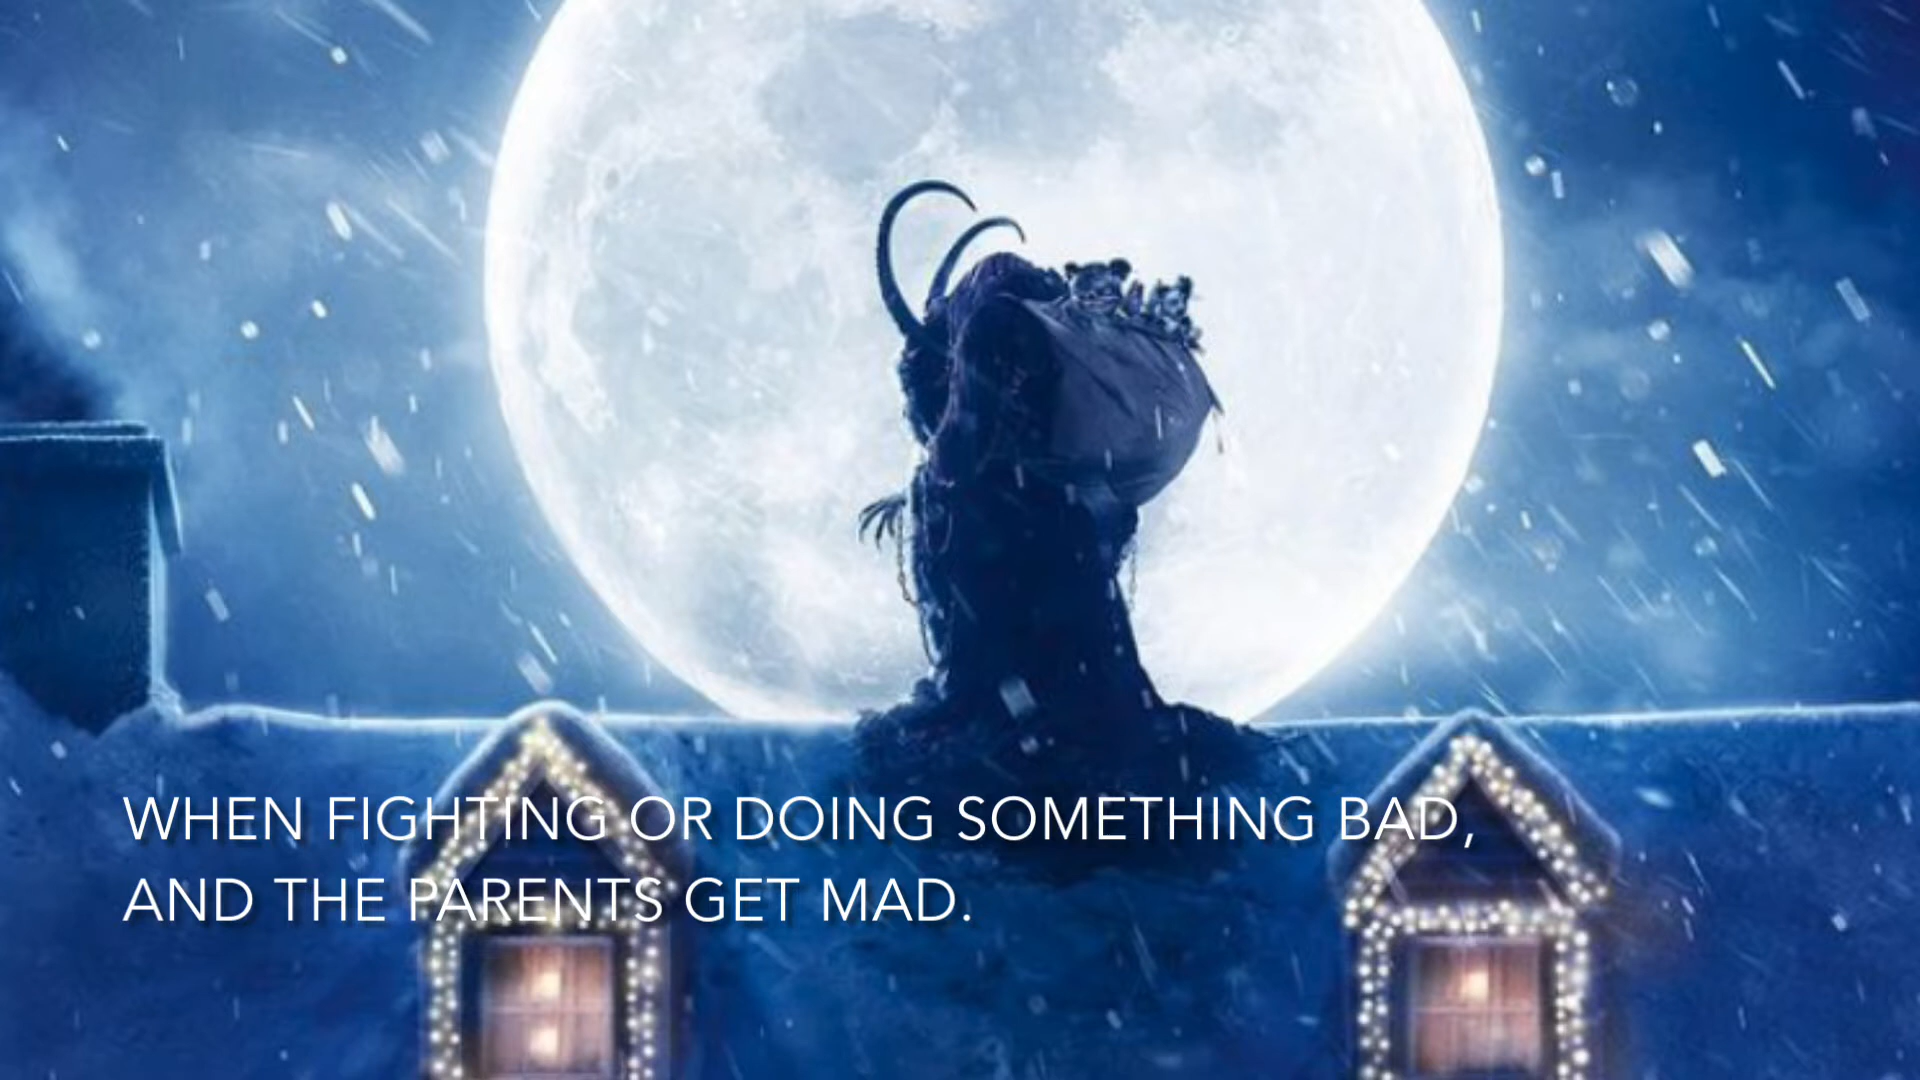 WHEN FIGHTING OR DOING SOMETHING BAD,
AND THE PARENTS GET MAD.